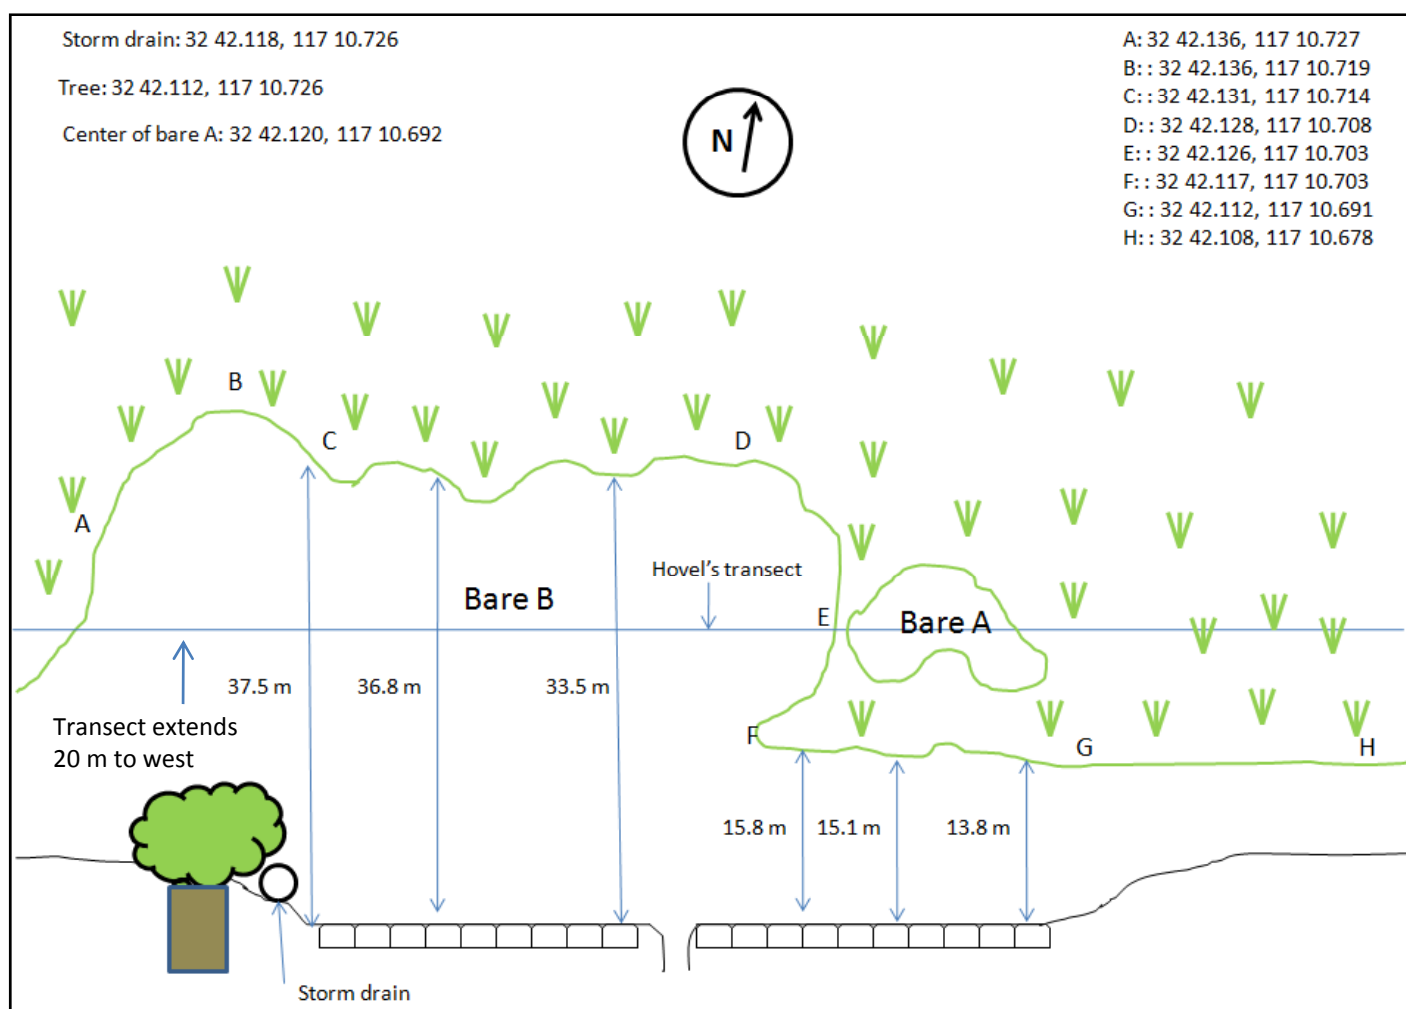 Storm drain: 32 42.118, 117 10.726
Tree: 32 42.112, 117 10.726
Center of bare A: 32 42.120, 117 10.692
A: 32 42.136, 117 10.727
B: : 32 42.136, 117 10.719
C: : 32 42.131, 117 10.714
D: : 32 42.128, 117 10.708
E: : 32 42.126, 117 10.703
F: : 32 42.117, 117 10.703
G: : 32 42.112, 117 10.691
H: : 32 42.108, 117 10.678
N
B
C
D
A
Hovel's transect
Bare B
E
Bare A
37.5 m
36.8 m
33.5 m
Transect extends
20 m to west
F
G
H
15.8 m
15.1 m
13.8 m
Storm drain